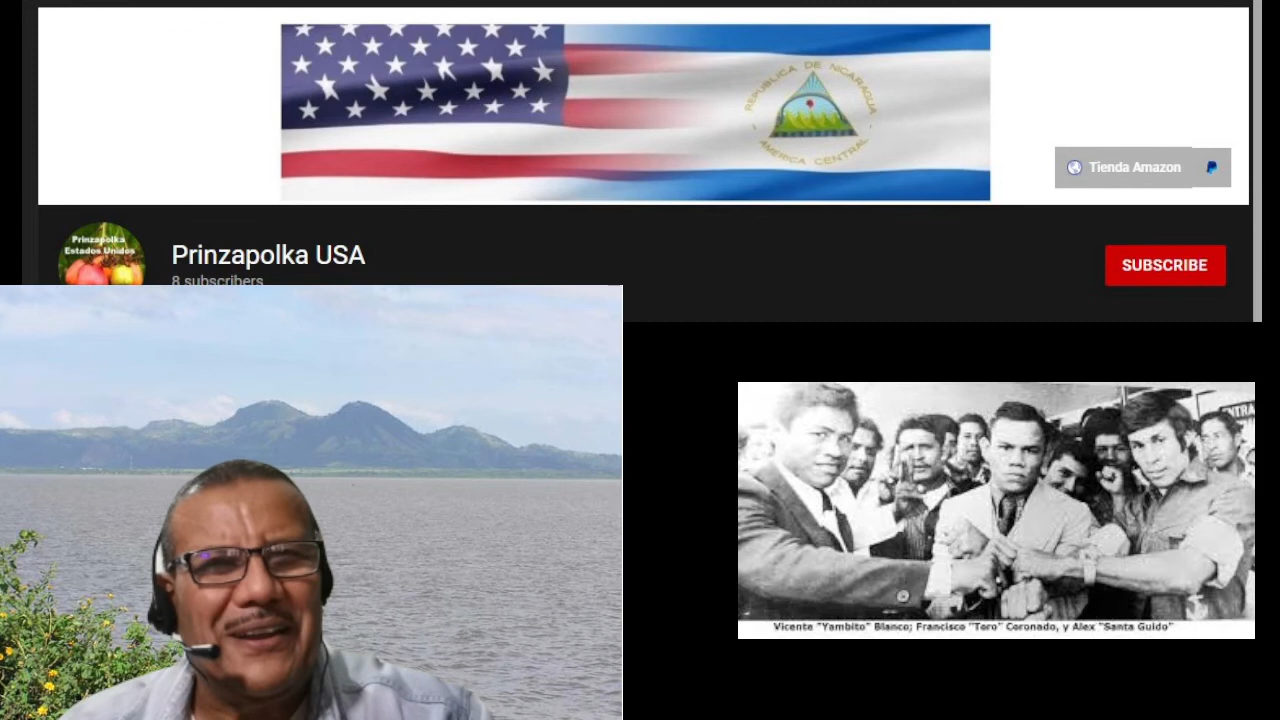 REPUBLICA DE NICARAGUA
AMERICA CENTRAL
Tienda Amazon
Prinzapolka
Estados Unidos
Prinzapolka USA
8 subscribers
SUBSCRIBE
ENTRA
Vicente "Yambito" Blanco; Francisco "Toro" Coronado, y Alex "Santa Guido"